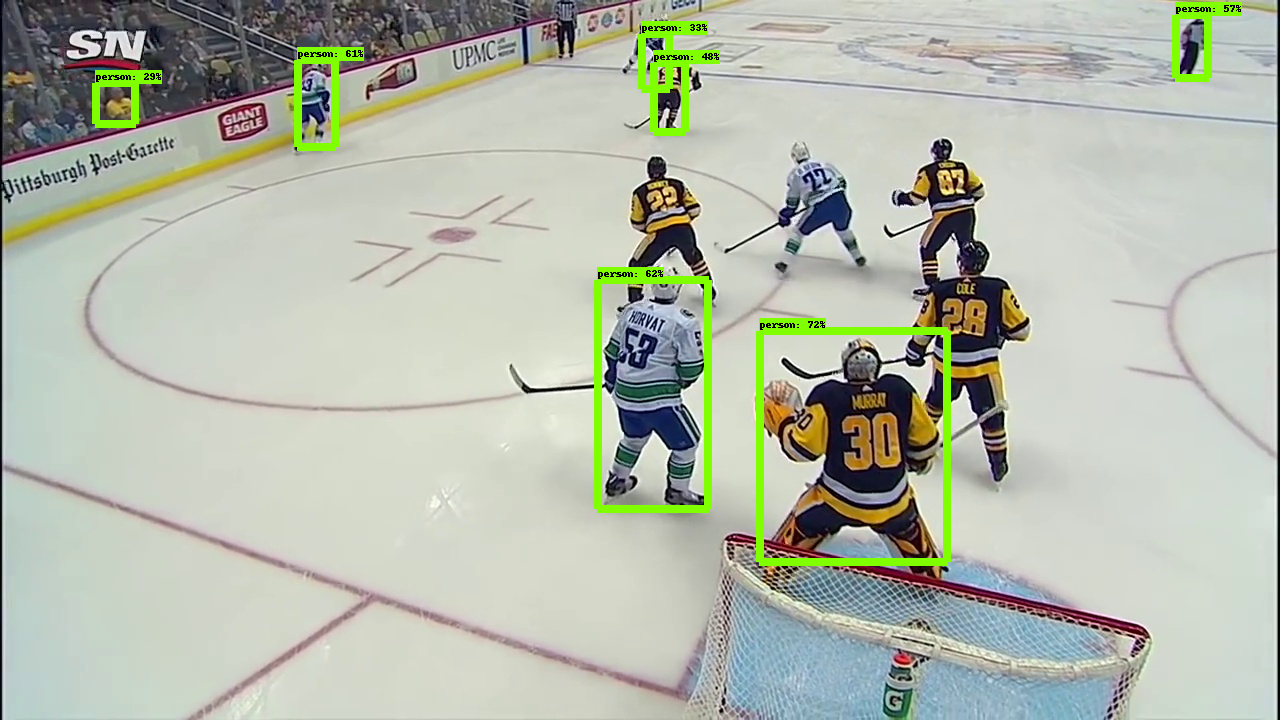 SN
person: 57%
person: 33%
person: 61%
person: 48%
person: 29%
UPMC
GIANT
EAGLE
Pittsburgh Post-Gazette
22
77
87
person: 62%
COLE
28
HORVAT
53
person: 72%
MURRAY
30
G